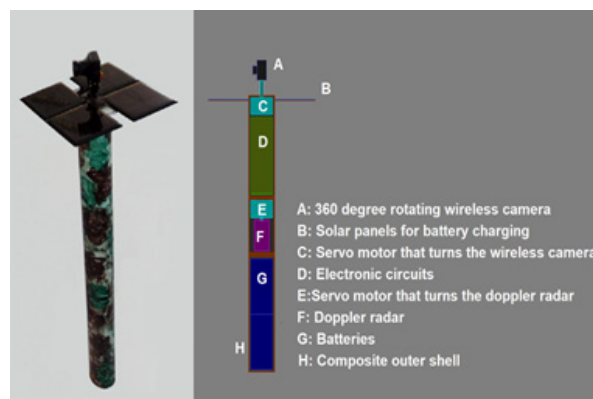 A
B
C
D
E
F
G
H
A: 360 degree rotating wireless camera
B: Solar panels for battery charging
C: Servo motor that turns the wireless camera
D: Electronic circuits
E:Servo motor that turns the doppler radar
F: Doppler radar
G: Batteries
H: Composite outer shell